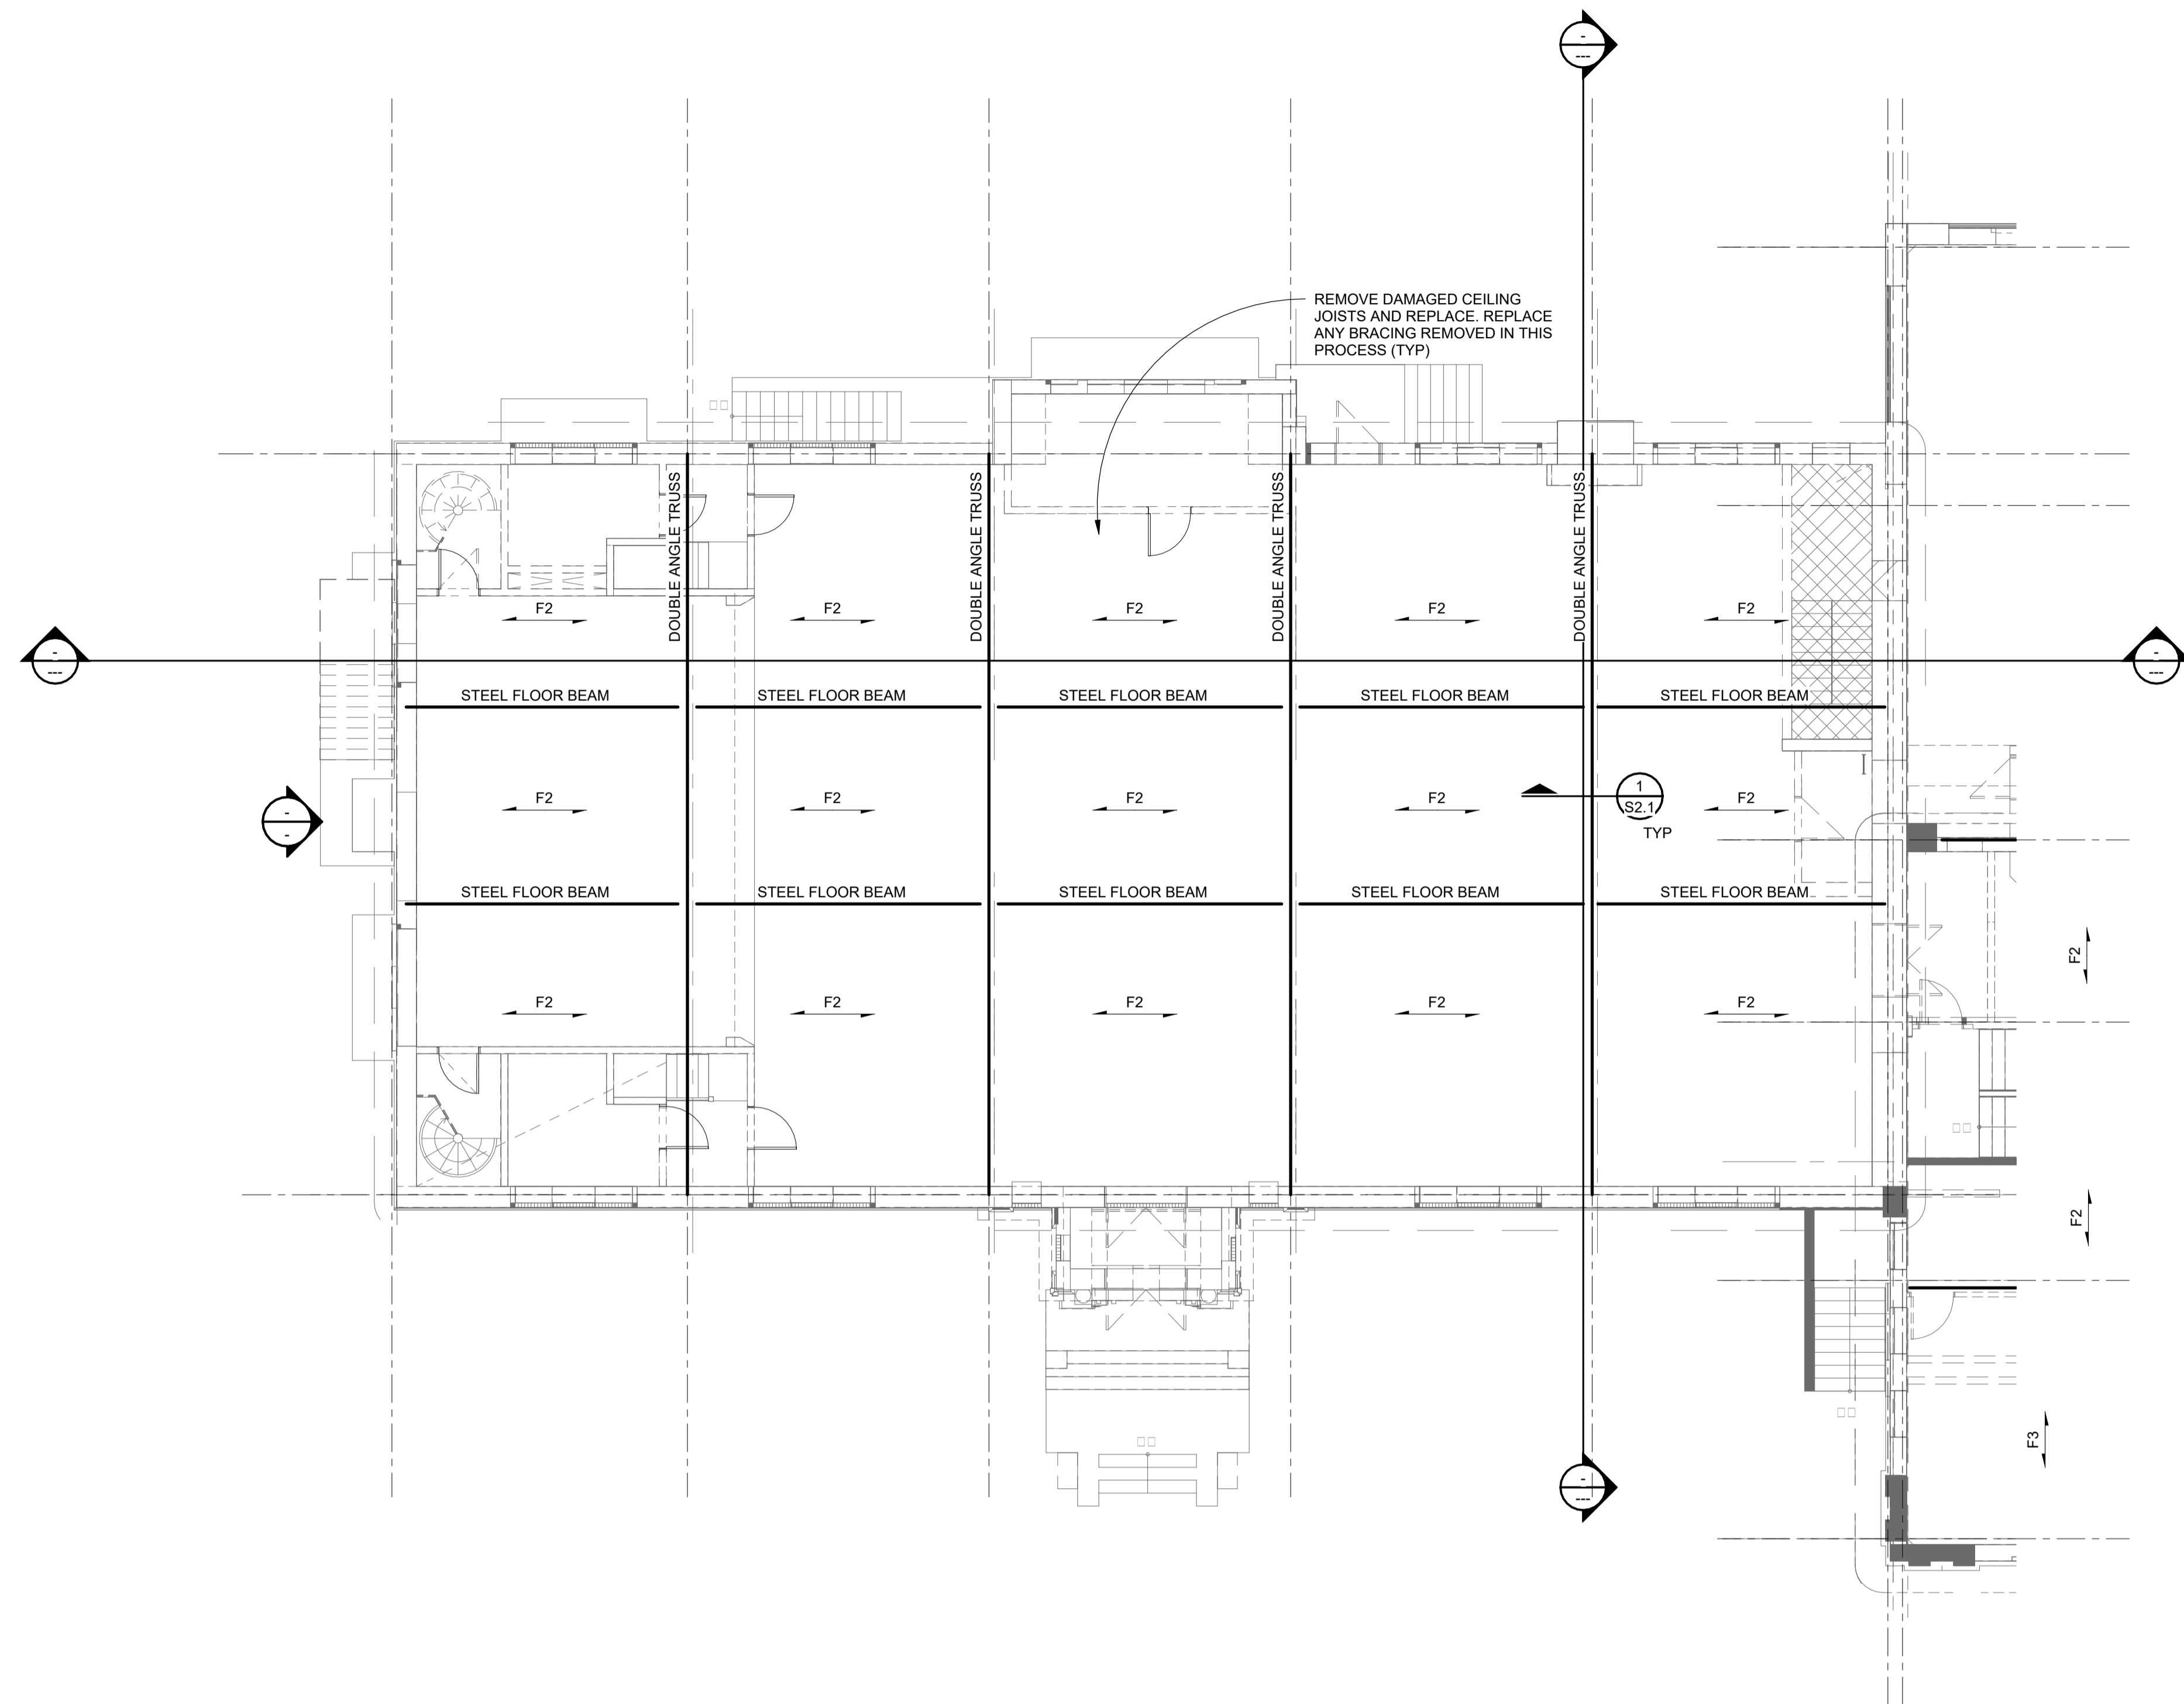 -
---
REMOVE DAMAGED CEILING
JOISTS AND REPLACE. REPLACE
ANY BRACING REMOVED IN THIS
PROCESS (TYP)
DOUBLE ANGLE TRUSS
DOUBLE ANGLE TRUSS
DOUBLE ANGLE TRUSS
DOUBLE ANGLE TRUSS
F2
F2
F2
F2
F2
-
---
-
---
STEEL FLOOR BEAM
STEEL FLOOR BEAM
STEEL FLOOR BEAM
STEEL FLOOR BEAM
STEEL FLOOR BEAM
F2
F2
F2
F2
F2
1
S2.1
TYP
-
-
STEEL FLOOR BEAM
STEEL FLOOR BEAM
STEEL FLOOR BEAM
STEEL FLOOR BEAM
STEEL FLOOR BEAM
F2
F2
F2
F2
F2
F2
F2
F3
-
---